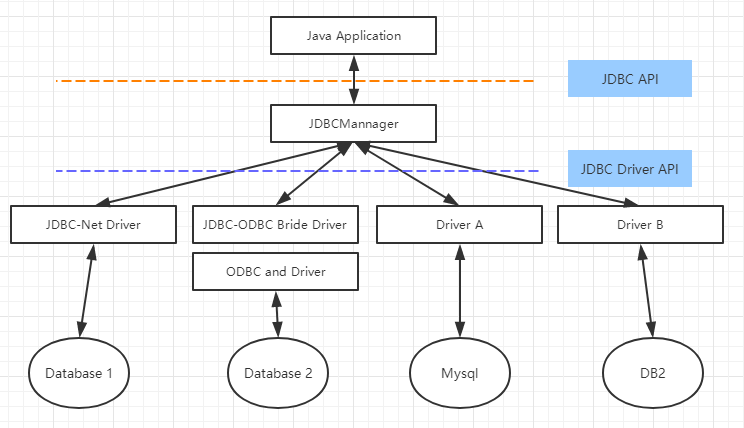 Java Application
JDBC API
JDBCMannager
JDBC Driver API
JDBC-Net Driver
JDBC-ODBC Bride Driver
Driver A
Driver B
ODBC and Driver
Database 1
Database 2
Mysql
DB2